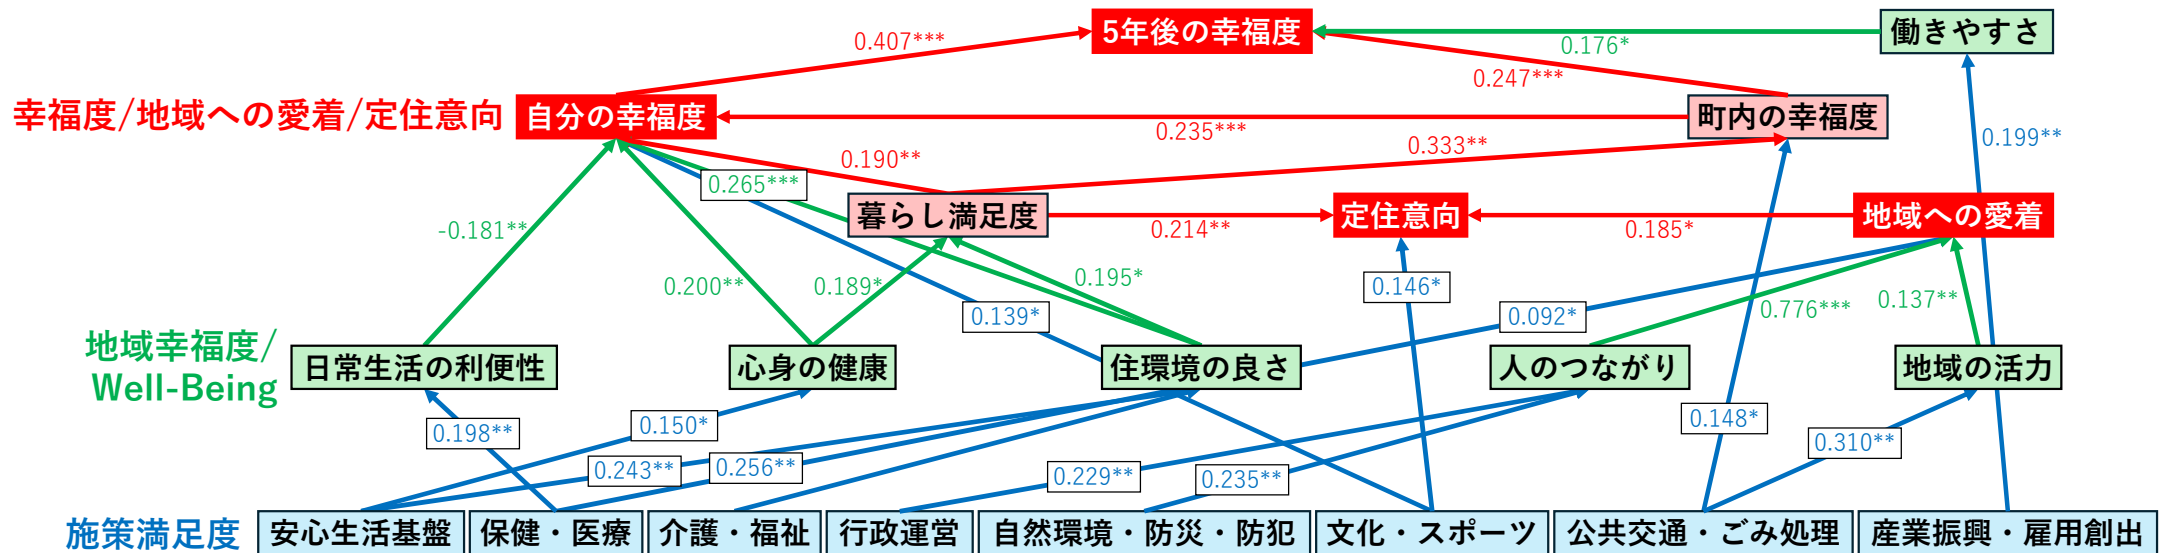 5年後の幸福度
働きやすさ
0.407***
0.176*
0.247***
幸福度/地域への愛着/定住意向
自分の幸福度
町内の幸福度
0.235***
0.199**
0.190**
0.333**
0.265***
暮らし満足度
定住意向
地域への愛着
-0.181**
0.214**
0.185*
0.200**
0.189*
0.195*
0.146*
0.139*
0.092*
0.776***
0.137**
地域幸福度/
Well-Being
日常生活の利便性
心身の健康
住環境の良さ
人のつながり
地域の活力
0.198**
0.150*
0.148*
0.310**
0.243**
0.256**
0.229**
0.235**
施策満足度
安心生活基盤
保健・医療
介護・福祉
行政運営
自然環境・防災・防犯
文化・スポーツ
公共交通・ごみ処理
産業振興・雇用創出